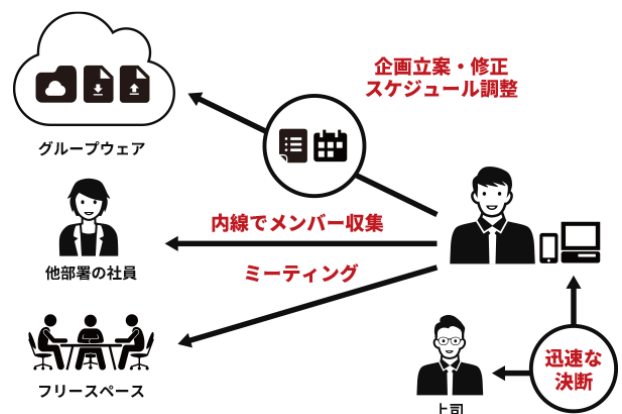 企画立案・修正
スケジュール調整
グループウェア
内線でメンバー収集
他部署の社員
ミーティング
フリースペース
迅速な
決断
上司